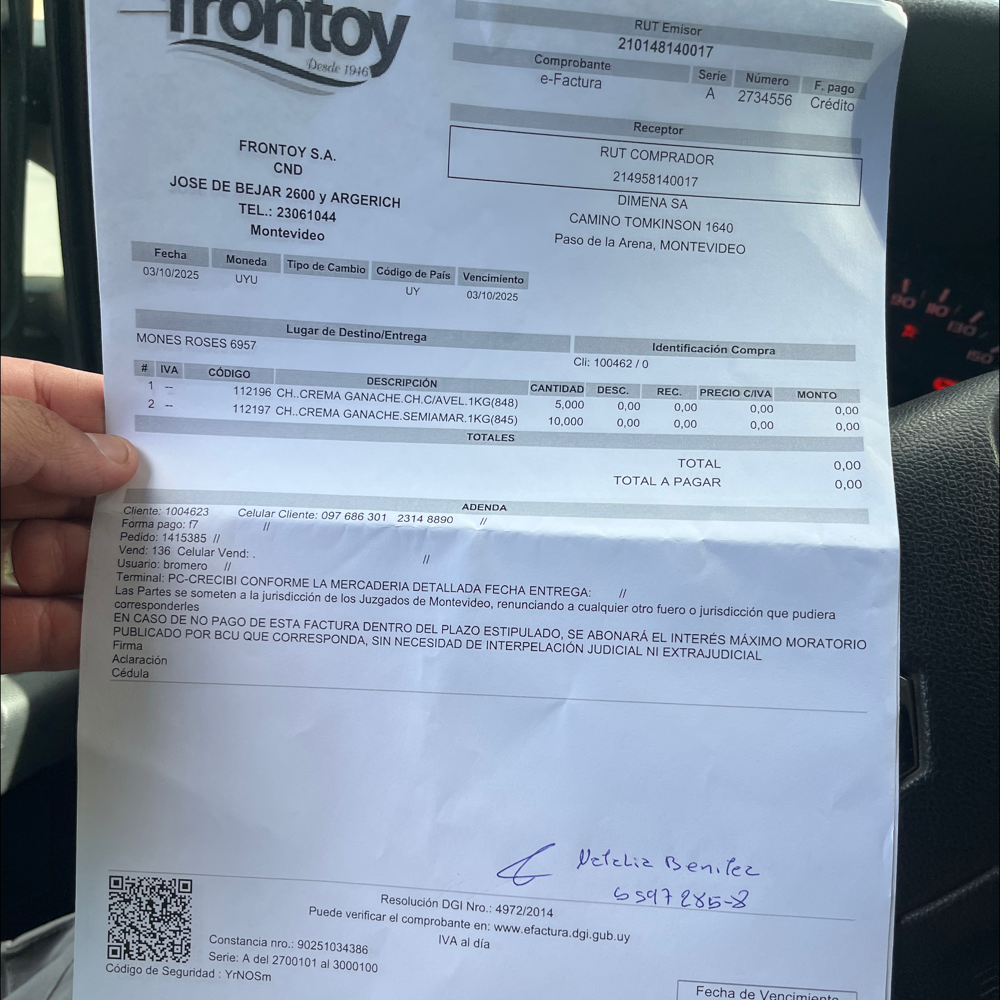 frontoy
Desde 1946
RUT Emisor
210148140017
Comprobante Serie Número F. pago
e-Factura A 2734556 Crédito
Receptor
RUT COMPRADOR
214958140017
DIMENA SA
CAMINO TOMKINSON 1640
Paso de la Arena, MONTEVIDEO
FRONTOY S.A.
CND
JOSE DE BEJAR 2600 y ARGERICH
TEL.: 23061044
Montevideo
Fecha Moneda Tipo de Cambio Código de País Vencimiento
03/10/2025 UYU UY 03/10/2025
Lugar de Destino/Entrega Identificación Compra
MONES ROSES 6957 Cli: 100462 / 0
# IVA CÓDIGO DESCRIPCIÓN CANTIDAD DESC. REC. PRECIO C/IVA MONTO
1 -- 112196 CH..CREMA GANACHE.CH.C/AVEL.1KG(848) 5,000 0,00 0,00 0,00 0,00
2 -- 112197 CH..CREMA GANACHE.SEMIAMAR.1KG(845) 10,000 0,00 0,00 0,00 0,00
TOTALES
TOTAL 0,00
TOTAL A PAGAR 0,00
ADENDA
Cliente: 1004623 Celular Cliente: 097 686 301 2314 8890 //
Forma pago: f7 //
Pedido: 1415385 //
Vend: 136 Celular Vend: . //
Usuario: bromero //
Terminal: PC-CRECIBI CONFORME LA MERCADERIA DETALLADA FECHA ENTREGA: //
Las Partes se someten a la jurisdicción de los Juzgados de Montevideo, renunciando a cualquier otro fuero o jurisdicción que pudiera
corresponderles
EN CASO DE NO PAGO DE ESTA FACTURA DENTRO DEL PLAZO ESTIPULADO, SE ABONARÁ EL INTERÉS MÁXIMO MORATORIO
PUBLICADO POR BCU QUE CORRESPONDA, SIN NECESIDAD DE INTERPELACIÓN JUDICIAL NI EXTRAJUDICIAL
Firma
Aclaración
Cédula
Natalia Benitez
5597285-8
Resolución DGI Nro.: 4972/2014
Puede verificar el comprobante en: www.efactura.dgi.gub.uy
IVA al día
Constancia nro.: 90251034386
Serie: A del 2700101 al 3000100
Código de Seguridad : YrNOSm
Fecha de Vencimiento
90 110 130 150